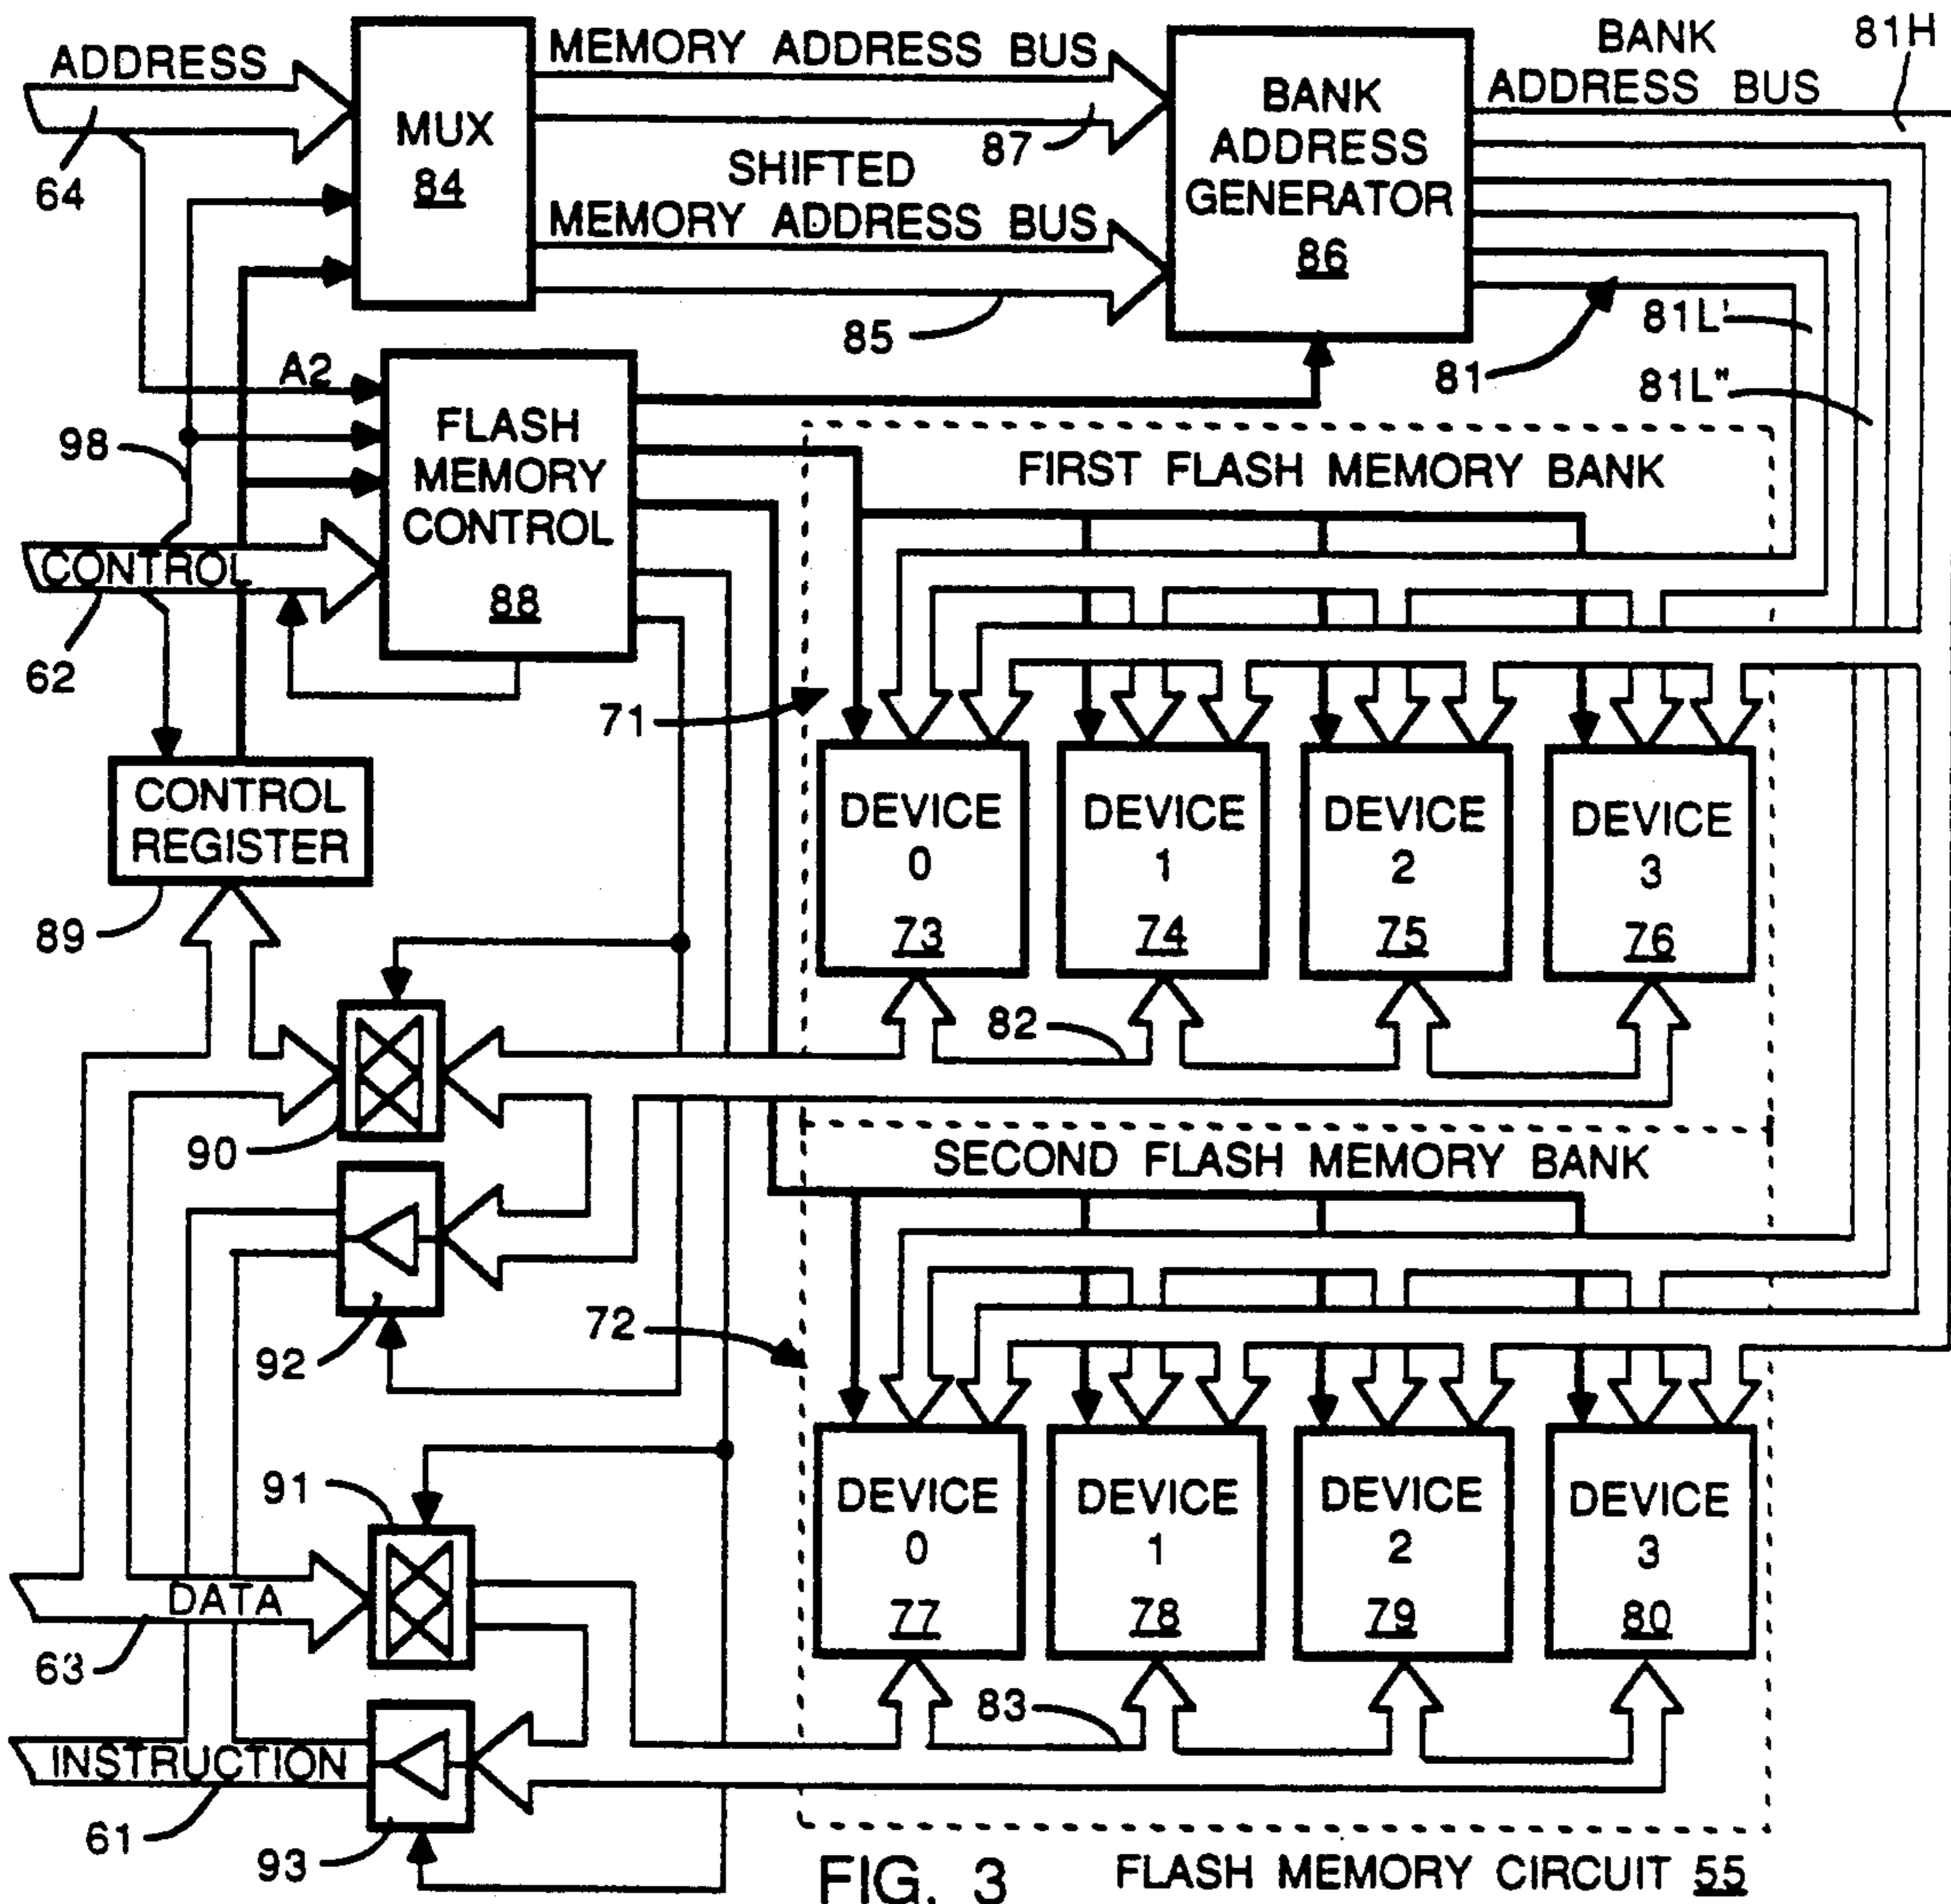 ADDRESS
64
MUX
84
MEMORY ADDRESS BUS
87
SHIFTED
MEMORY ADDRESS BUS
85
BANK
ADDRESS
GENERATOR
86
BANK
ADDRESS BUS
81H
81
81L'
81L"
A2
98
FLASH
MEMORY
CONTROL
88
CONTROL
62
CONTROL
REGISTER
89
FIRST FLASH MEMORY BANK
71
DEVICE
0
73
DEVICE
1
74
DEVICE
2
75
DEVICE
3
76
82
90
92
SECOND FLASH MEMORY BANK
72
DEVICE
0
77
DEVICE
1
78
DEVICE
2
79
DEVICE
3
80
83
91
DATA
63
INSTRUCTION
61
93
FIG. 3
FLASH MEMORY CIRCUIT 55